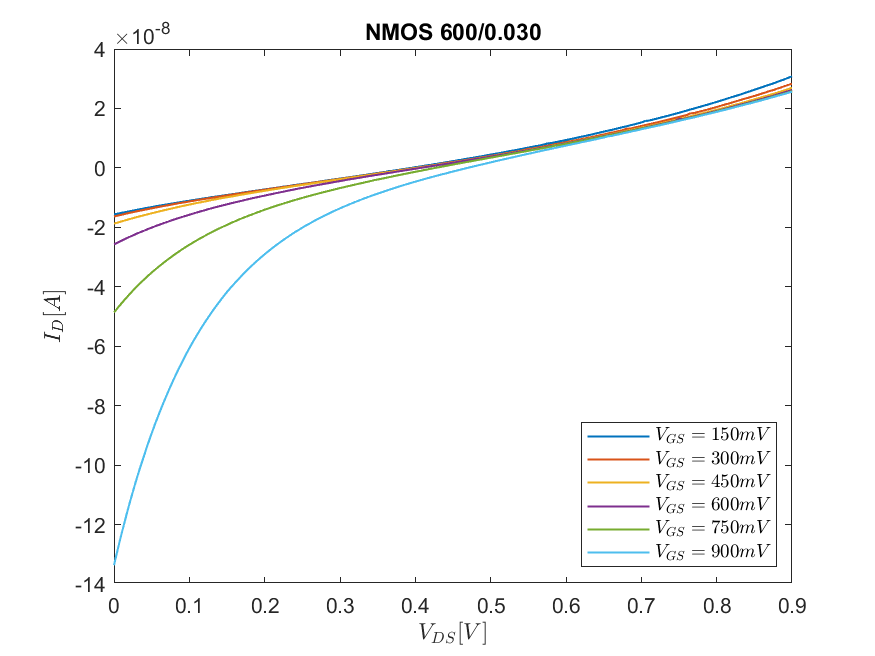 NMOS 600/0.030
×10⁻⁸
4
2
0
-2
-4
-6
-8
-10
-12
-14
I_D[A]
0 0.1 0.2 0.3 0.4 0.5 0.6 0.7 0.8 0.9
V_DS[V]
V_GS = 150mV
V_GS = 300mV
V_GS = 450mV
V_GS = 600mV
V_GS = 750mV
V_GS = 900mV